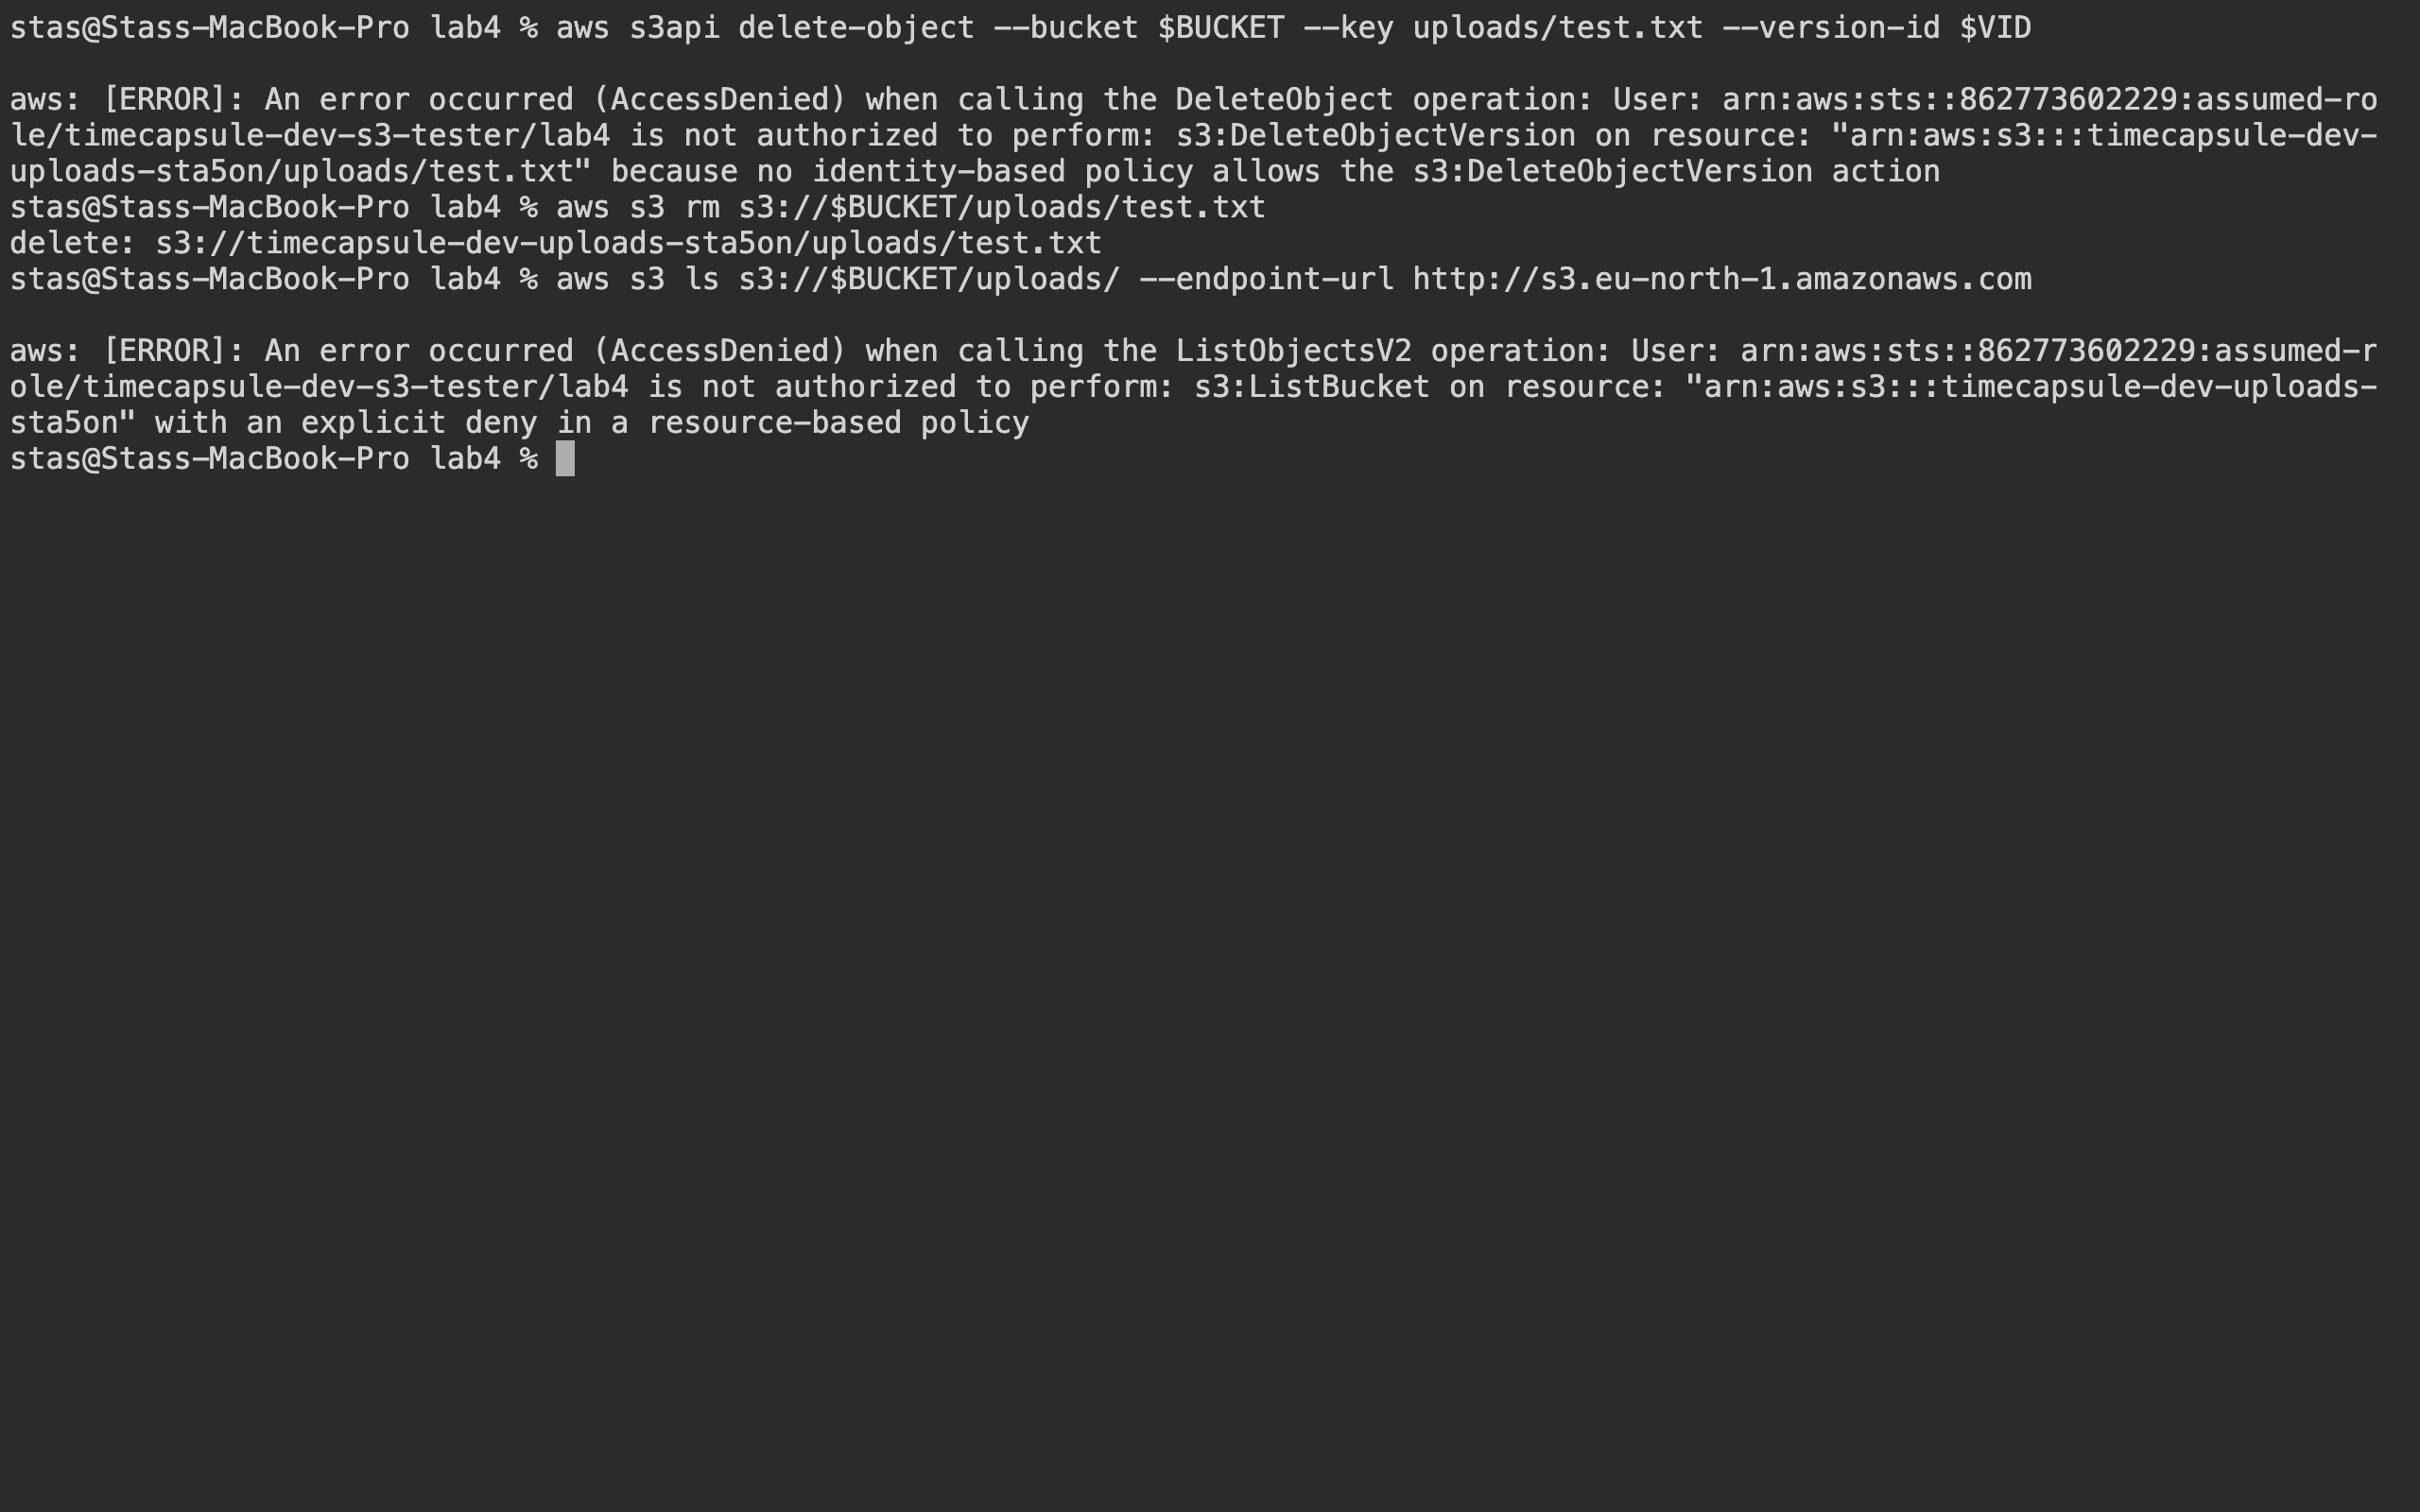 stas@Stass-MacBook-Pro lab4 % aws s3api delete-object --bucket $BUCKET --key uploads/test.txt --version-id $VID
aws: [ERROR]: An error occurred (AccessDenied) when calling the DeleteObject operation: User: arn:aws:sts::862773602229:assumed-ro
le/timecapsule-dev-s3-tester/lab4 is not authorized to perform: s3:DeleteObjectVersion on resource: "arn:aws:s3:::timecapsule-dev-
uploads-sta5on/uploads/test.txt" because no identity-based policy allows the s3:DeleteObjectVersion action
stas@Stass-MacBook-Pro lab4 % aws s3 rm s3://$BUCKET/uploads/test.txt
delete: s3://timecapsule-dev-uploads-sta5on/uploads/test.txt
stas@Stass-MacBook-Pro lab4 % aws s3 ls s3://$BUCKET/uploads/ --endpoint-url http://s3.eu-north-1.amazonaws.com
aws: [ERROR]: An error occurred (AccessDenied) when calling the ListObjectsV2 operation: User: arn:aws:sts::862773602229:assumed-r
ole/timecapsule-dev-s3-tester/lab4 is not authorized to perform: s3:ListBucket on resource: "arn:aws:s3:::timecapsule-dev-uploads-
sta5on" with an explicit deny in a resource-based policy
stas@Stass-MacBook-Pro lab4 %